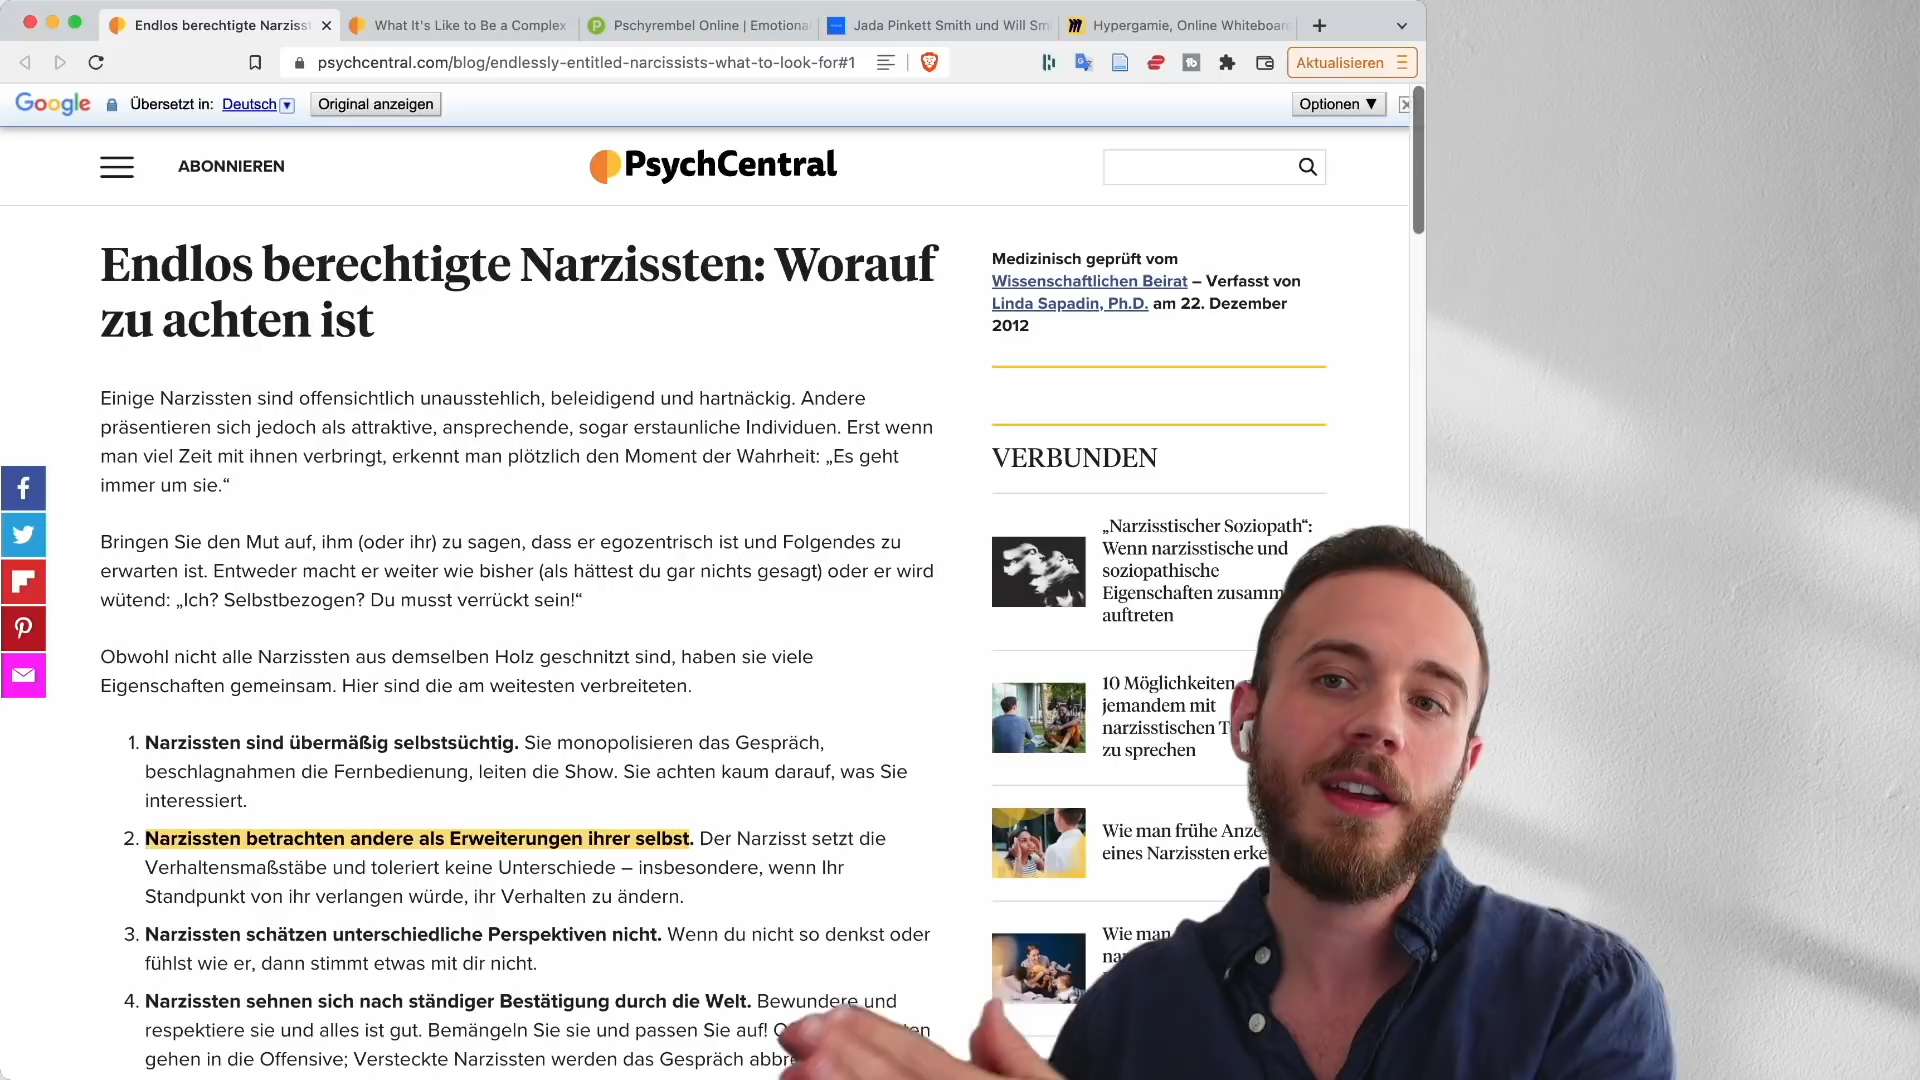 Endlos berechtigte Narzisst
What It's Like to Be a Complex
Pschyrembel Online | Emotional
Jada Pinkett Smith und Will Sm
Hypergamie, Online Whiteboard
psychcentral.com/blog/endlessly-entitled-narcissists-what-to-look-for#1
Aktualisieren
Google Übersetzt in: Deutsch Original anzeigen
Optionen ▼
ABONNIEREN
PsychCentral
Endlos berechtigte Narzissten: Worauf
zu achten ist
Einige Narzissten sind offensichtlich unausstehlich, beleidigend und hartnäckig. Andere
präsentieren sich jedoch als attraktive, ansprechende, sogar erstaunliche Individuen. Erst wenn
man viel Zeit mit ihnen verbringt, erkennt man plötzlich den Moment der Wahrheit: „Es geht
immer um sie.“
Bringen Sie den Mut auf, ihm (oder ihr) zu sagen, dass er egozentrisch ist und Folgendes zu
erwarten ist. Entweder macht er weiter wie bisher (als hättest du gar nichts gesagt) oder er wird
wütend: „Ich? Selbstbezogen? Du musst verrückt sein!“
Obwohl nicht alle Narzissten aus demselben Holz geschnitzt sind, haben sie viele
Eigenschaften gemeinsam. Hier sind die am weitesten verbreiteten.
1. Narzissten sind übermäßig selbstsüchtig. Sie monopolisieren das Gespräch,
beschlagnahmen die Fernbedienung, leiten die Show. Sie achten kaum darauf, was Sie
interessiert.
2. Narzissten betrachten andere als Erweiterungen ihrer selbst. Der Narzisst setzt die
Verhaltensmaßstäbe und toleriert keine Unterschiede – insbesondere, wenn Ihr
Standpunkt von ihr verlangen würde, ihr Verhalten zu ändern.
3. Narzissten schätzen unterschiedliche Perspektiven nicht. Wenn du nicht so denkst oder
fühlst wie er, dann stimmt etwas mit dir nicht.
4. Narzissten sehnen sich nach ständiger Bestätigung durch die Welt. Bewundere und
respektiere sie und alles ist gut. Bemängeln Sie sie und passen Sie auf!
gehen in die Offensive; Versteckte Narzissten werden das Gespräch
Medizinisch geprüft vom
Wissenschaftlichen Beirat – Verfasst von
Linda Sapadin, Ph.D. am 22. Dezember
2012
VERBUNDEN
„Narzisstischer Soziopath“:
Wenn narzisstische und
soziopathische
Eigenschaften zusamm
auftreten
10 Möglichkeiten
jemandem mit
narzisstischen T
zu sprechen
Wie man frühe Anze
eines Narzissten erke
Wie man